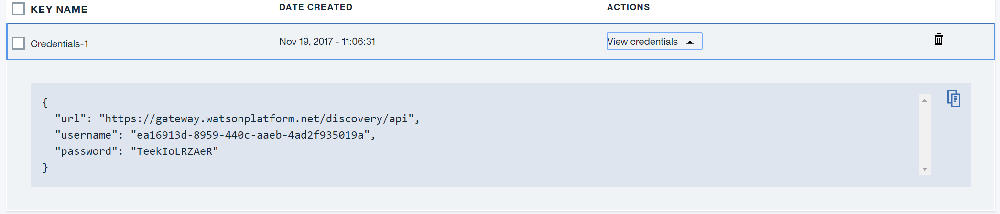 KEY NAME DATE CREATED ACTIONS
Credentials-1 Nov 19, 2017 - 11:06:31 View credentials
{
"url": "https://gateway.watsonplatform.net/discovery/api",
"username": "ea16913d-8959-440c-aaeb-4ad2f935019a",
"password": "TeekIoLRZAeR"
}